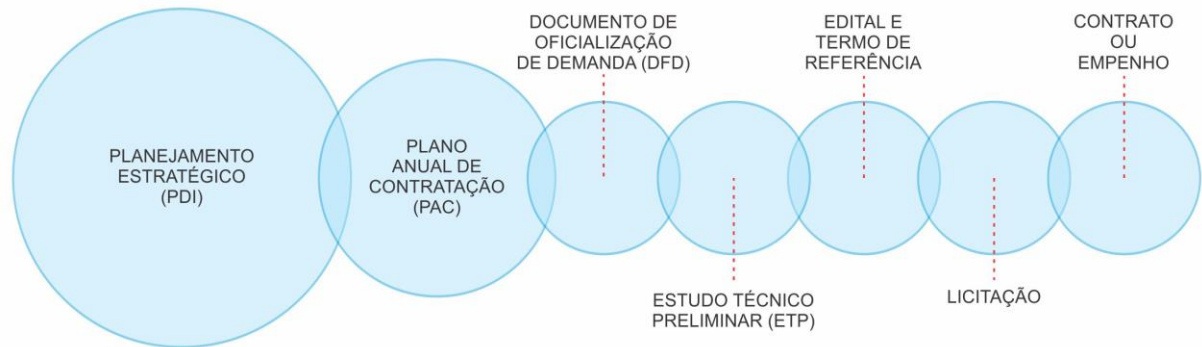 PLANEJAMENTO
ESTRATÉGICO
(PDI)
PLANO
ANUAL DE
CONTRATAÇÃO
(PAC)
DOCUMENTO DE
OFICIALIZAÇÃO
DE DEMANDA (DFD)
ESTUDO TÉCNICO
PRELIMINAR (ETP)
EDITAL E
TERMO DE
REFERÊNCIA
LICITAÇÃO
CONTRATO
OU
EMPENHO